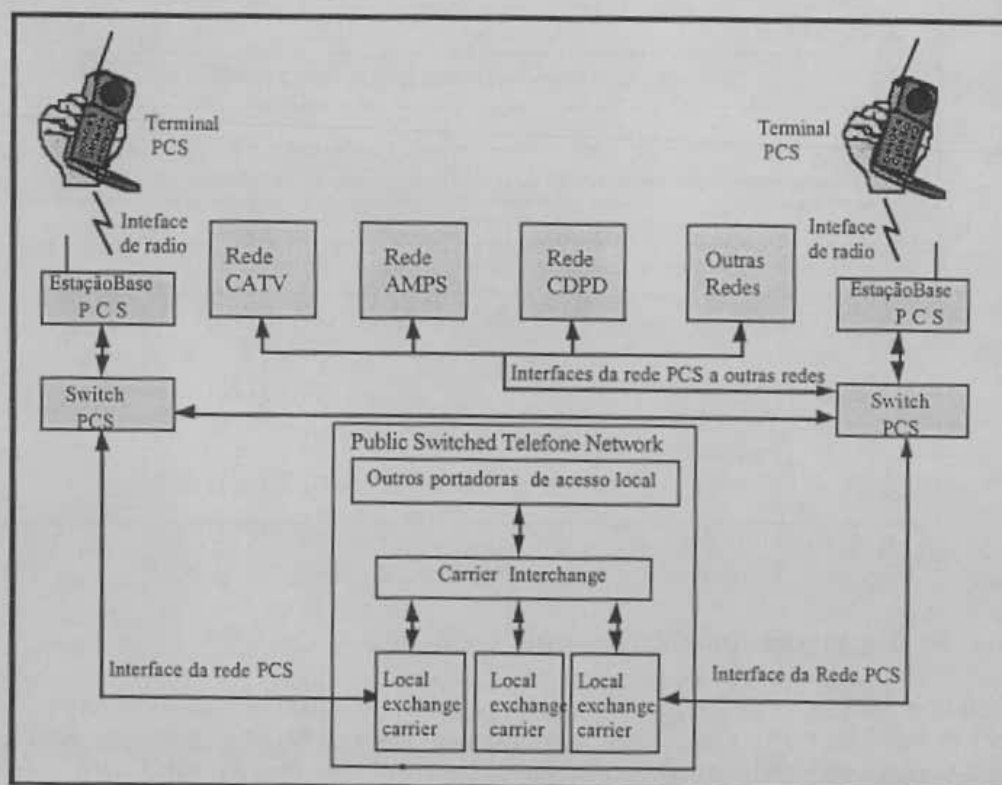 Terminal
PCS
Terminal
PCS
Inteface
de radio
Inteface
de radio
Rede
CATV
Rede
AMPS
Rede
CDPD
Outras
Redes
EstaçãoBase
P C S
EstaçãoBase
P C S
Interfaces da rede PCS a outras redes
Switch
PCS
Switch
PCS
Public Switched Telefone Network
Outros portadoras de acesso local
Carrier Interchange
Interface da rede PCS
Interface da Rede PCS
Local
exchange
carrier
Local
exchange
carrier
Local
exchange
carrier